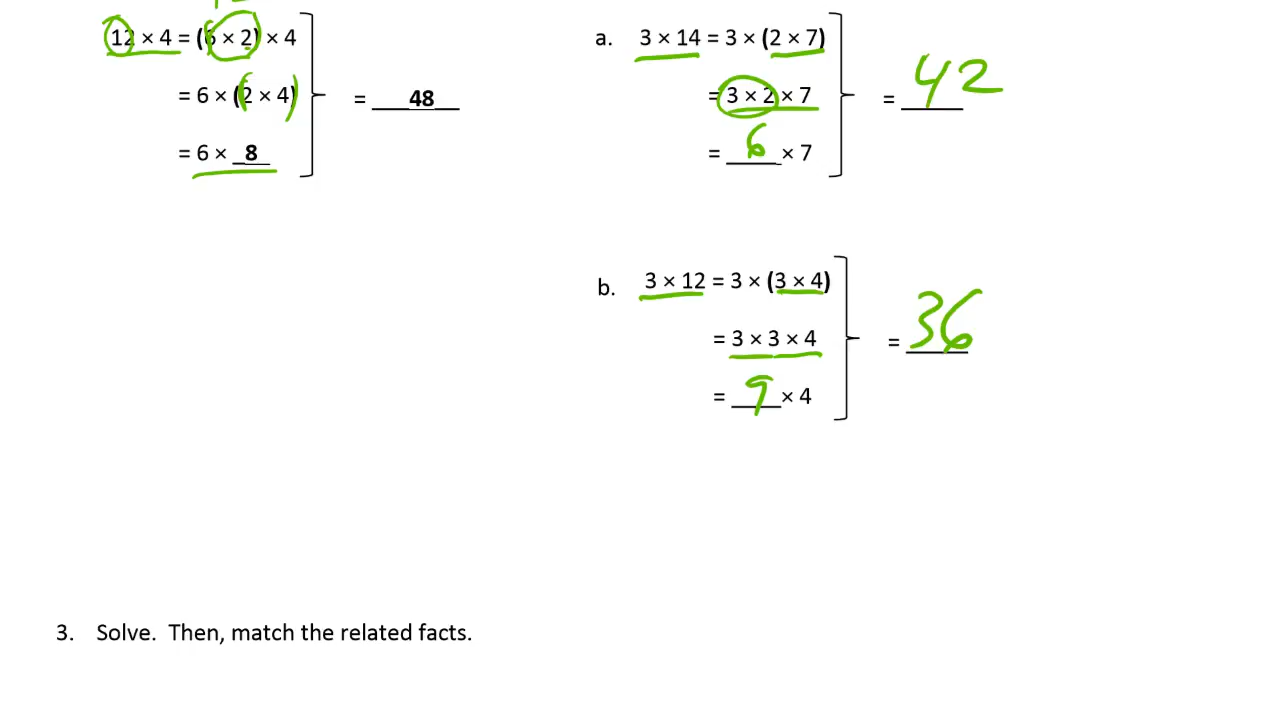 12 × 4 = (6 × 2) × 4
= 6 × (2 × 4)
= 48
= 6 × 8
a. 3 × 14 = 3 × (2 × 7)
= 3 × 2 × 7
= 42
= 6 × 7
b. 3 × 12 = 3 × (3 × 4)
= 3 × 3 × 4
= 36
= 9 × 4
3. Solve. Then, match the related facts.